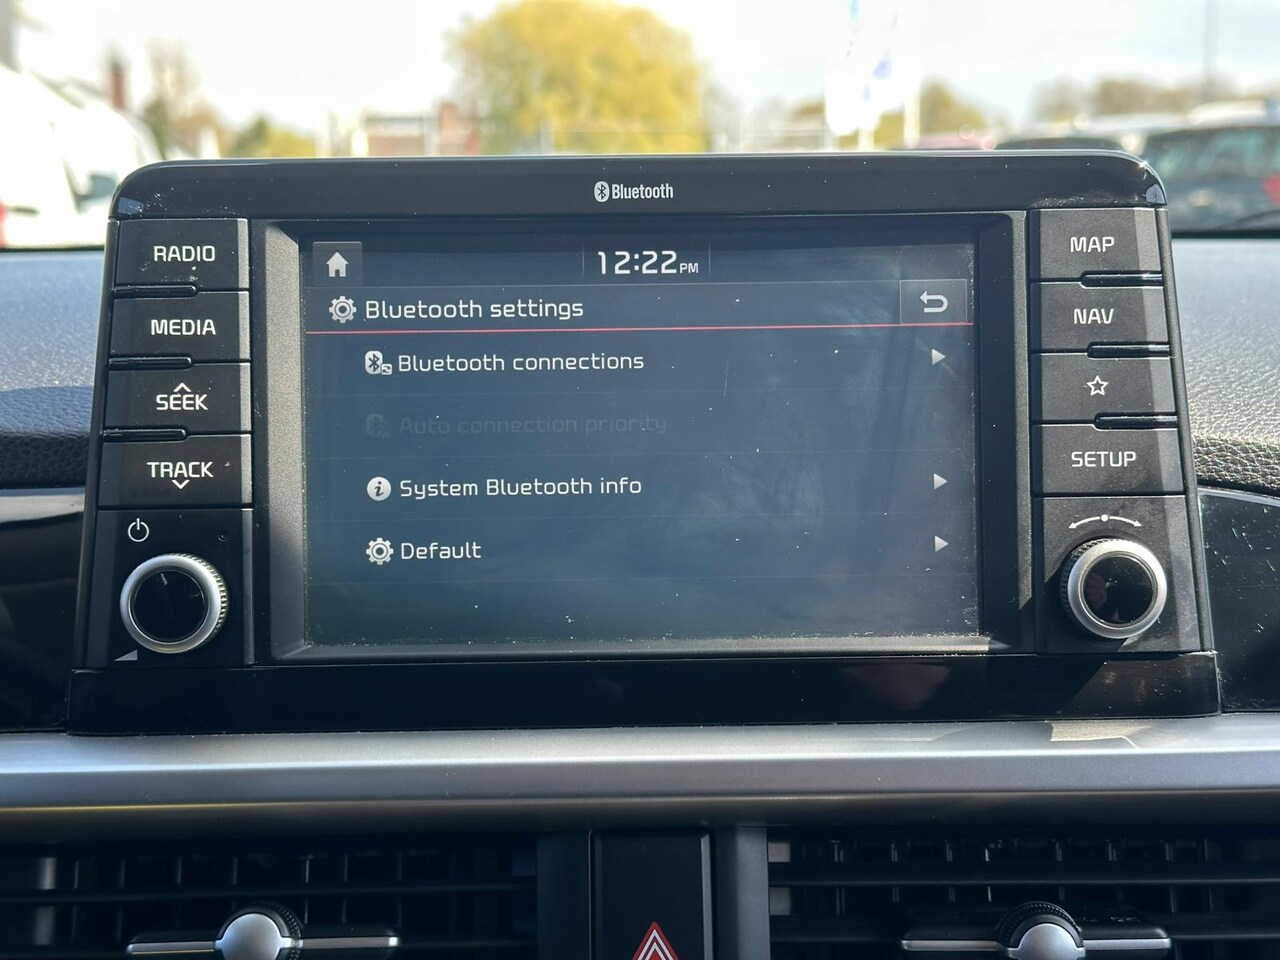 Bluetooth
RADIO
MEDIA
SEEK
TRACK
12:22PM
Bluetooth settings
Bluetooth connections
Auto connection priority
System Bluetooth info
Default
MAP
NAV
SETUP